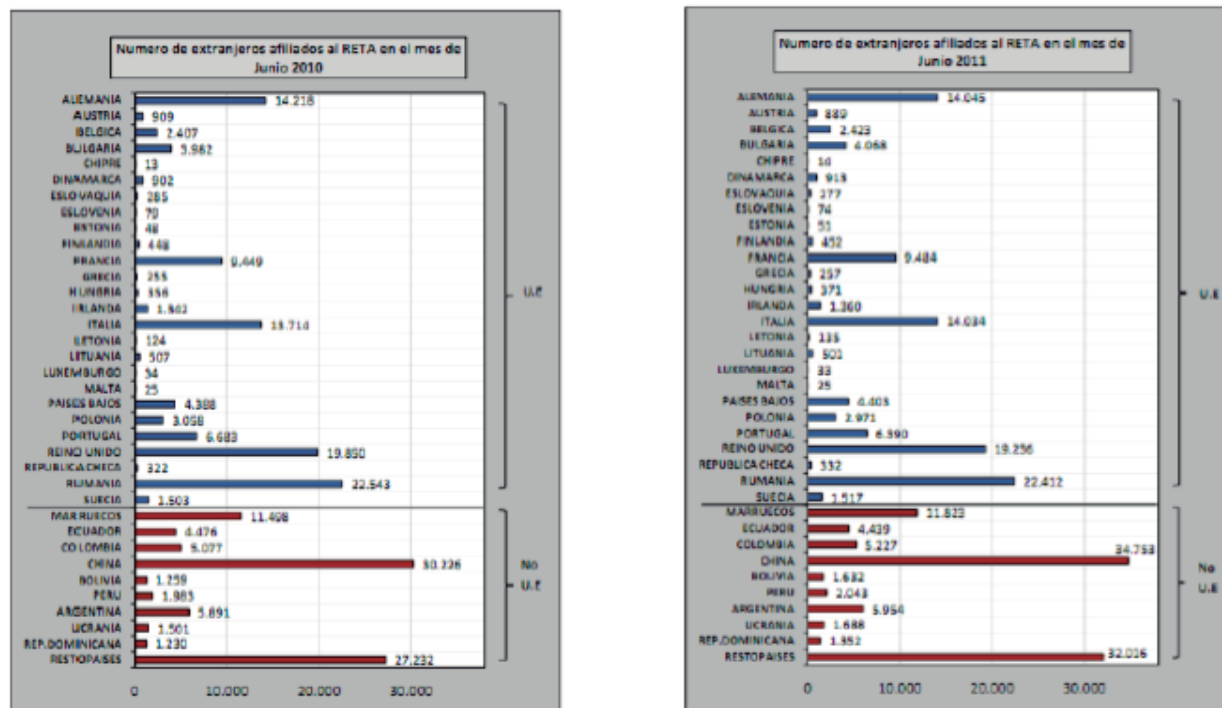 Numero de extranjeros afiliados al RETA en el mes de
Junio 2010
ALEMANIA 14.218
AUSTRIA 909
BELGICA 2.407
BULGARIA 3.982
CHIPRE 13
DINAMARCA 902
ESLOVAQUIA 285
ESLOVENIA
ESTONIA 48
FINLANDIA 448
FRANCIA 9.449
GRECIA
HUNGRIA
IRLANDA 1.342
ITALIA 13.714
LETONIA 124
LITUANIA 507
LUXEMBURGO 34
MALTA 25
PAISES BAJOS 4.388
POLONIA 3.058
PORTUGAL 6.683
REINO UNIDO 19.850
REPUBLICA CHECA 322
RUMANIA 22.543
SUECIA 1.503
U.E
MARRUECOS 11.498
ECUADOR 4.476
COLOMBIA 5.077
CHINA 30.226
BOLIVIA 1.259
PERU 1.983
ARGENTINA 5.891
UCRANIA 1.501
REP.DOMINICANA 1.230
RESTOPAISES 27.232
No
U.E
0 10.000 20.000 30.000
Numero de extranjeros afiliados al RETA en el mes de
Junio 2011
ALEMANIA 14.045
AUSTRIA 889
BELGICA 2.423
BULGARIA 4.068
CHIPRE
DINAMARCA 913
ESLOVAQUIA 277
ESLOVENIA 74
ESTONIA 51
FINLANDIA 452
FRANCIA 9.484
GRECIA 257
HUNGRIA 371
IRLANDA 1.360
ITALIA 14.034
LETONIA
LITUANIA 501
LUXEMBURGO 33
MALTA 25
PAISES BAJOS 4.403
POLONIA 2.971
PORTUGAL 6.390
REINO UNIDO
REPUBLICA CHECA 332
RUMANIA 22.412
SUECIA 1.517
U.E
MARRUECOS 11.823
ECUADOR 4.439
COLOMBIA 5.227
CHINA 34.753
BOLIVIA 1.632
PERU 2.043
ARGENTINA 5.954
UCRANIA 1.688
REP.DOMINICANA 1.352
RESTOPAISES 32.016
No
U.E
0 10.000 20.000 30.000